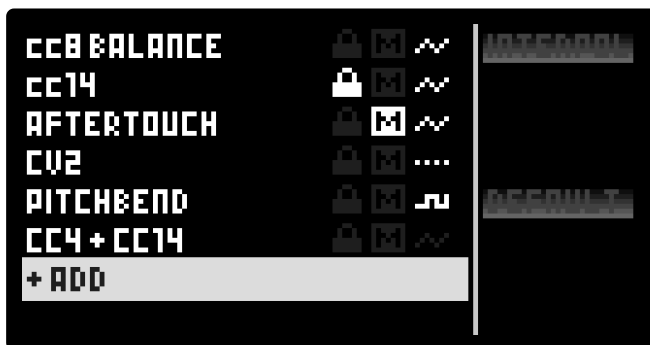 CC8 BALANCE M
CC14 M
AFTERTOUCH M
CV2 M
PITCHBEND M
CC4 + CC14 M
+ ADD